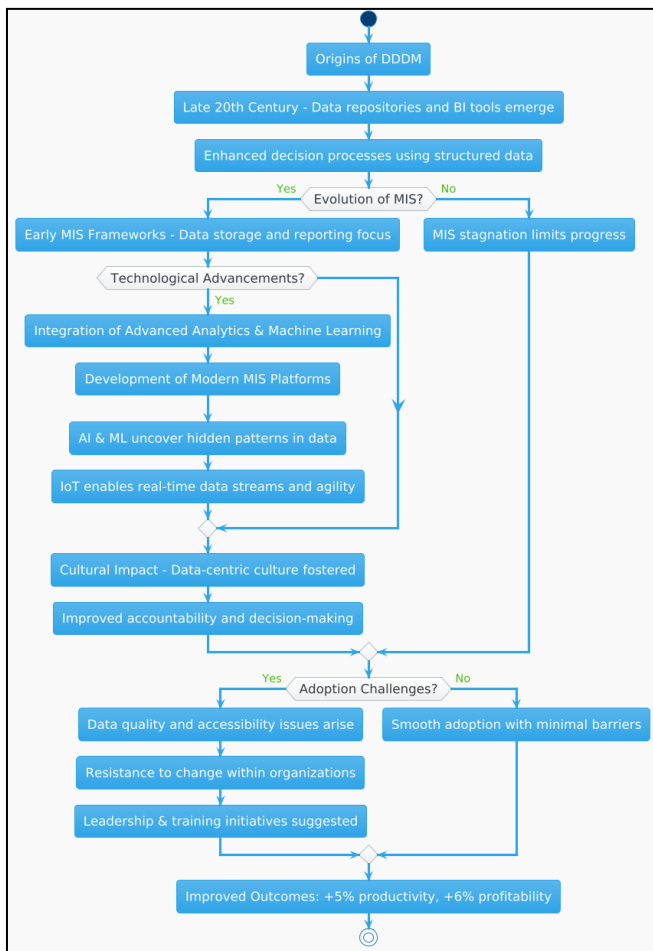 Origins of DDDM
Late 20th Century - Data repositories and BI tools emerge
Enhanced decision processes using structured data
Yes
Evolution of MIS?
No
Early MIS Frameworks - Data storage and reporting focus
MIS stagnation limits progress
Technological Advancements?
Yes
Integration of Advanced Analytics & Machine Learning
Development of Modern MIS Platforms
AI & ML uncover hidden patterns in data
IoT enables real-time data streams and agility
Cultural Impact - Data-centric culture fostered
Improved accountability and decision-making
Yes
Adoption Challenges?
No
Data quality and accessibility issues arise
Smooth adoption with minimal barriers
Resistance to change within organizations
Leadership & training initiatives suggested
Improved Outcomes: +5% productivity, +6% profitability